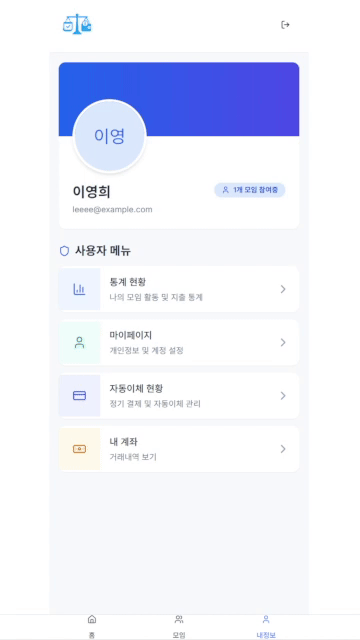 이영
이영희
1개 모임 참여중
leeee@example.com
사용자 메뉴
통계 현황
나의 모임 활동 및 지출 통계
마이페이지
개인정보 및 계정 설정
자동이체 현황
정기 결제 및 자동이체 관리
내 계좌
거래내역 보기
홈
모임
내정보